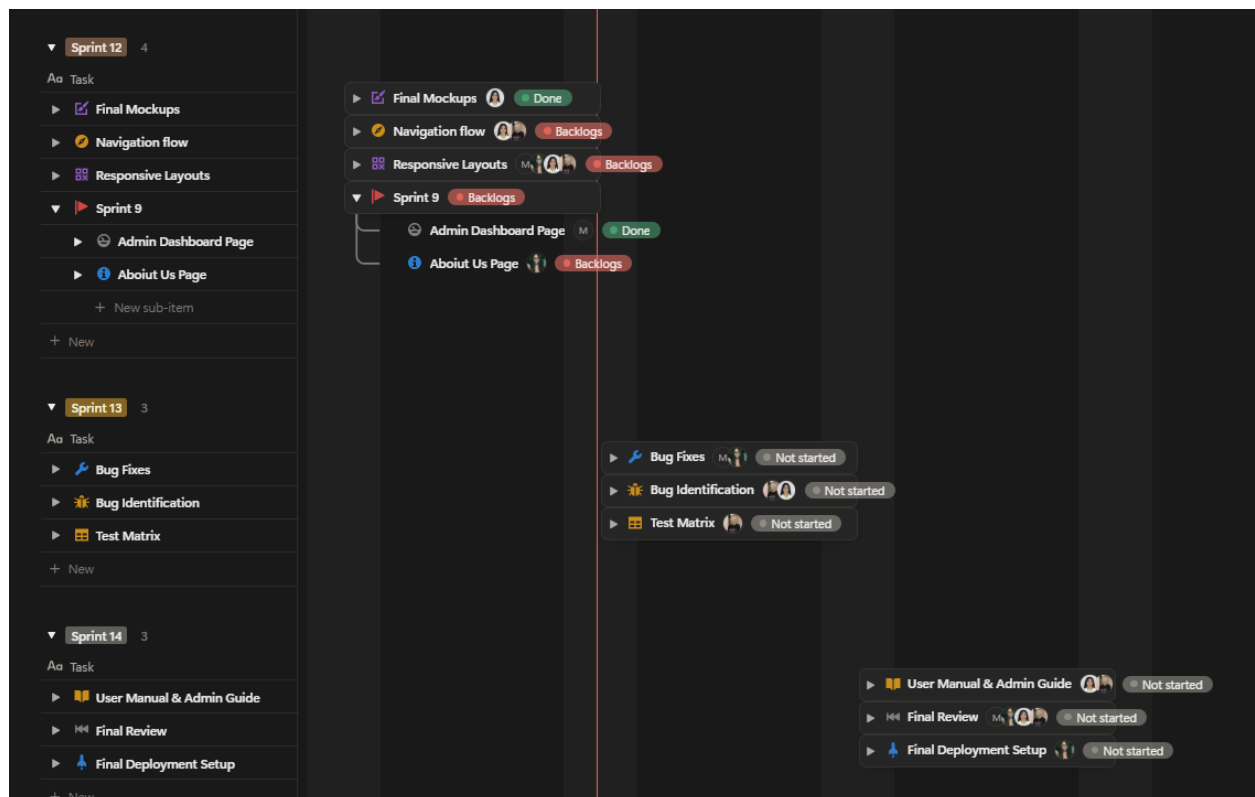 Sprint 12 4
Aa Task
Final Mockups
Final Mockups Done
Navigation flow
Navigation flow Backlogs
Responsive Layouts
Responsive Layouts M Backlogs
Sprint 9
Sprint 9 Backlogs
Admin Dashboard Page
Admin Dashboard Page M Done
Aboiut Us Page
Aboiut Us Page Backlogs
+ New sub-item
+ New
Sprint 13 3
Aa Task
Bug Fixes
Bug Fixes M Not started
Bug Identification
Bug Identification Not started
Test Matrix
Test Matrix Not started
+ New
Sprint 14 3
Aa Task
User Manual & Admin Guide
User Manual & Admin Guide Not started
Final Review
Final Review M Not started
Final Deployment Setup
Final Deployment Setup Not started
+ New